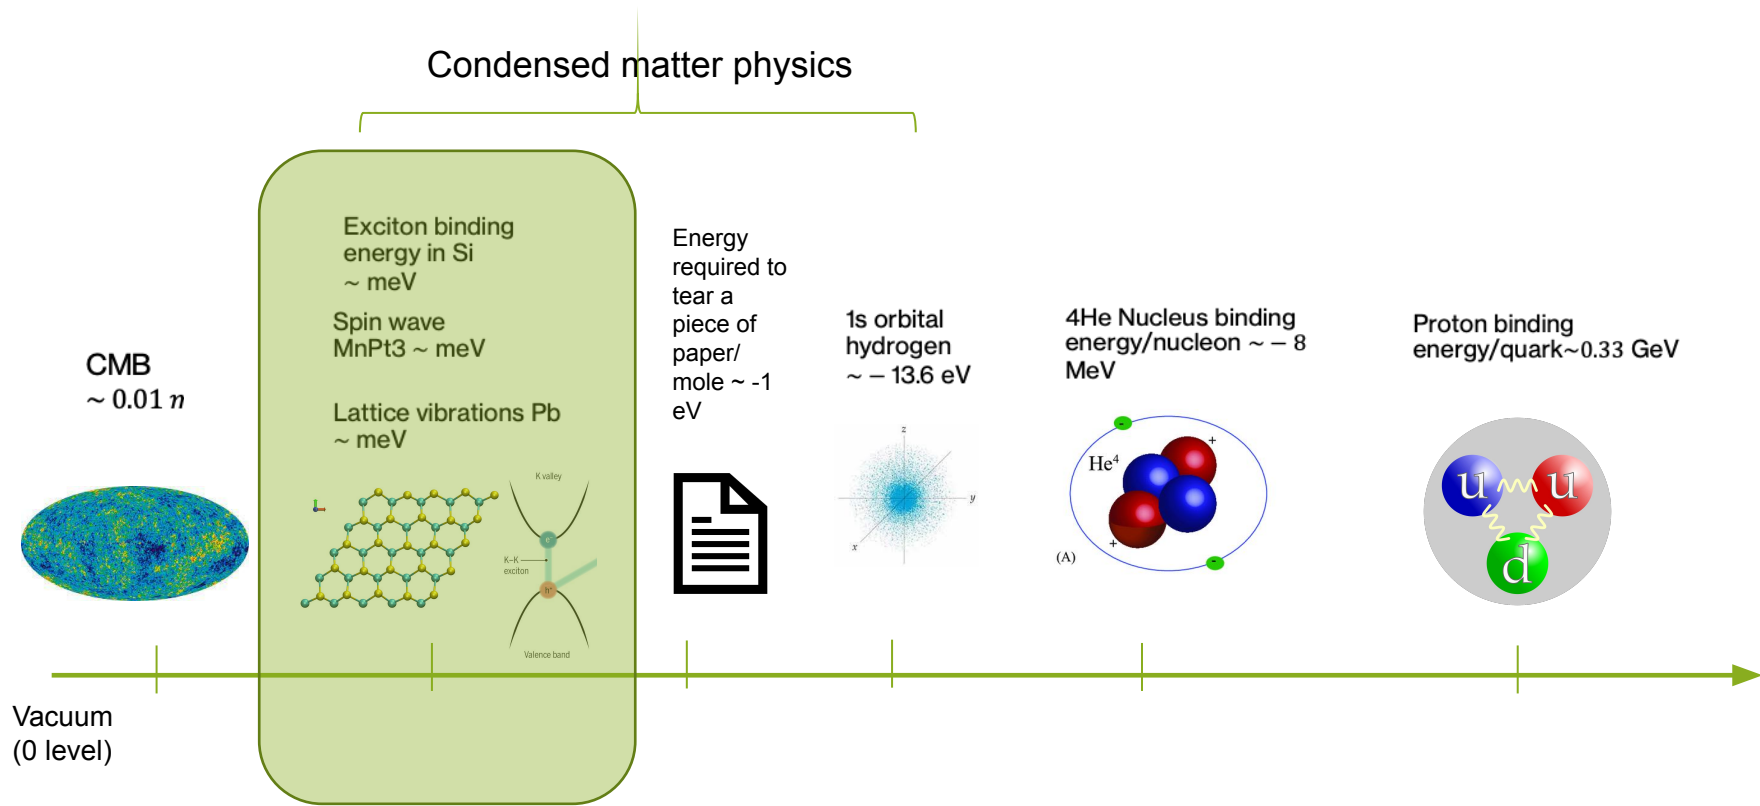 Condensed matter physics
Exciton binding
energy in Si
~ meV
Spin wave
MnPt3 ~ meV
Lattice vibrations Pb
~ meV
Energy
required to
tear a
piece of
paper/
mole ~ -1
eV
1s orbital
hydrogen
~ − 13.6 eV
4He Nucleus binding
energy/nucleon ~ − 8
MeV
Proton binding
energy/quark~0.33 GeV
CMB
~ 0.01 n
K valley
e⁻
K–K
exciton
h⁺
Valence band
z
y
x
He⁴
+
+
-
-
(A)
u
u
d
Vacuum
(0 level)